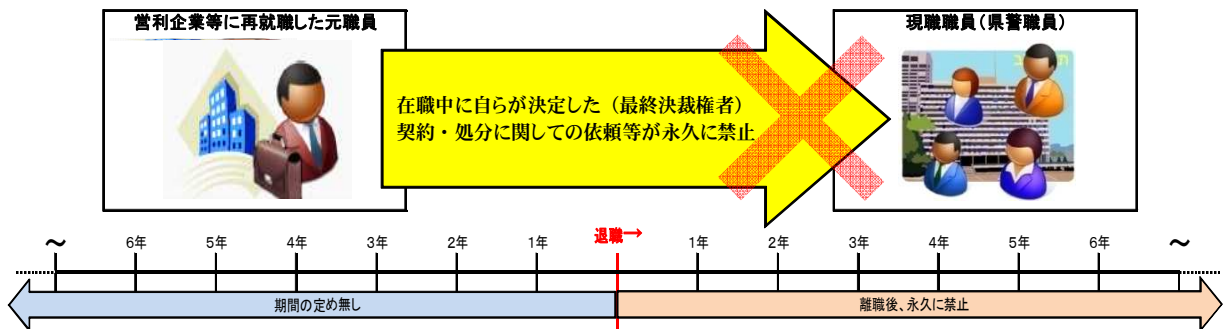 営利企業等に再就職した元職員
現職職員(県警職員)
在職中に自らが決定した(最終決裁権者)
契約・処分に関しての依頼等が永久に禁止
~ 6年 5年 4年 3年 2年 1年 退職→ 1年 2年 3年 4年 5年 6年 ~
期間の定め無し
離職後、永久に禁止